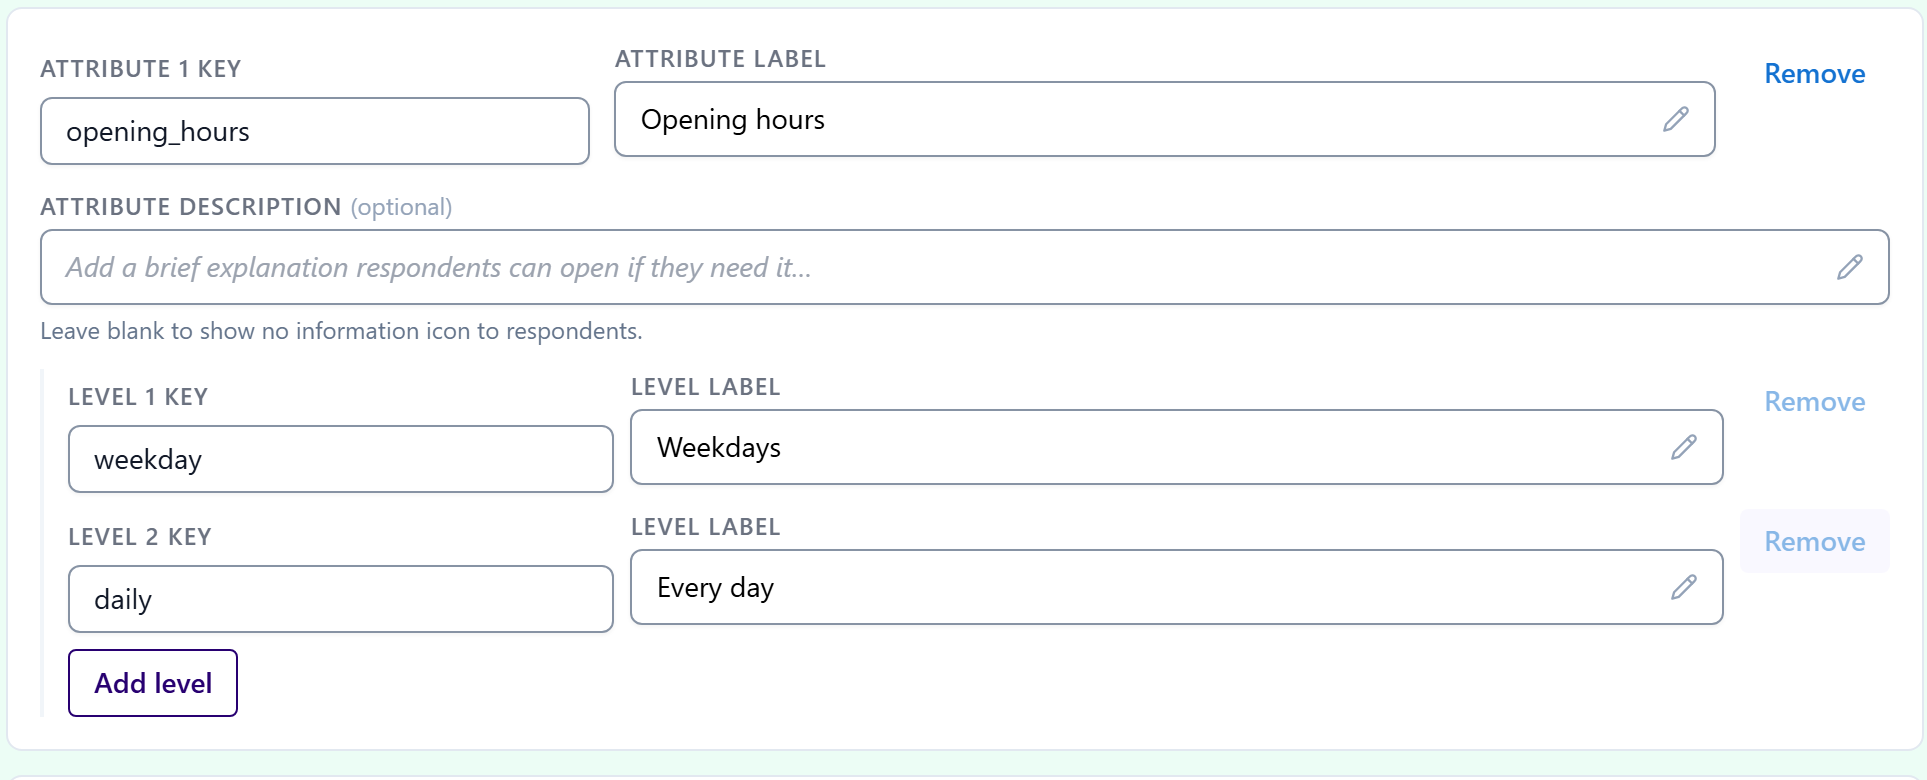 ATTRIBUTE 1 KEY
ATTRIBUTE LABEL
Remove
opening_hours
Opening hours
ATTRIBUTE DESCRIPTION (optional)
Add a brief explanation respondents can open if they need it...
Leave blank to show no information icon to respondents.
LEVEL 1 KEY
LEVEL LABEL
Remove
weekday
Weekdays
LEVEL 2 KEY
LEVEL LABEL
Remove
daily
Every day
Add level